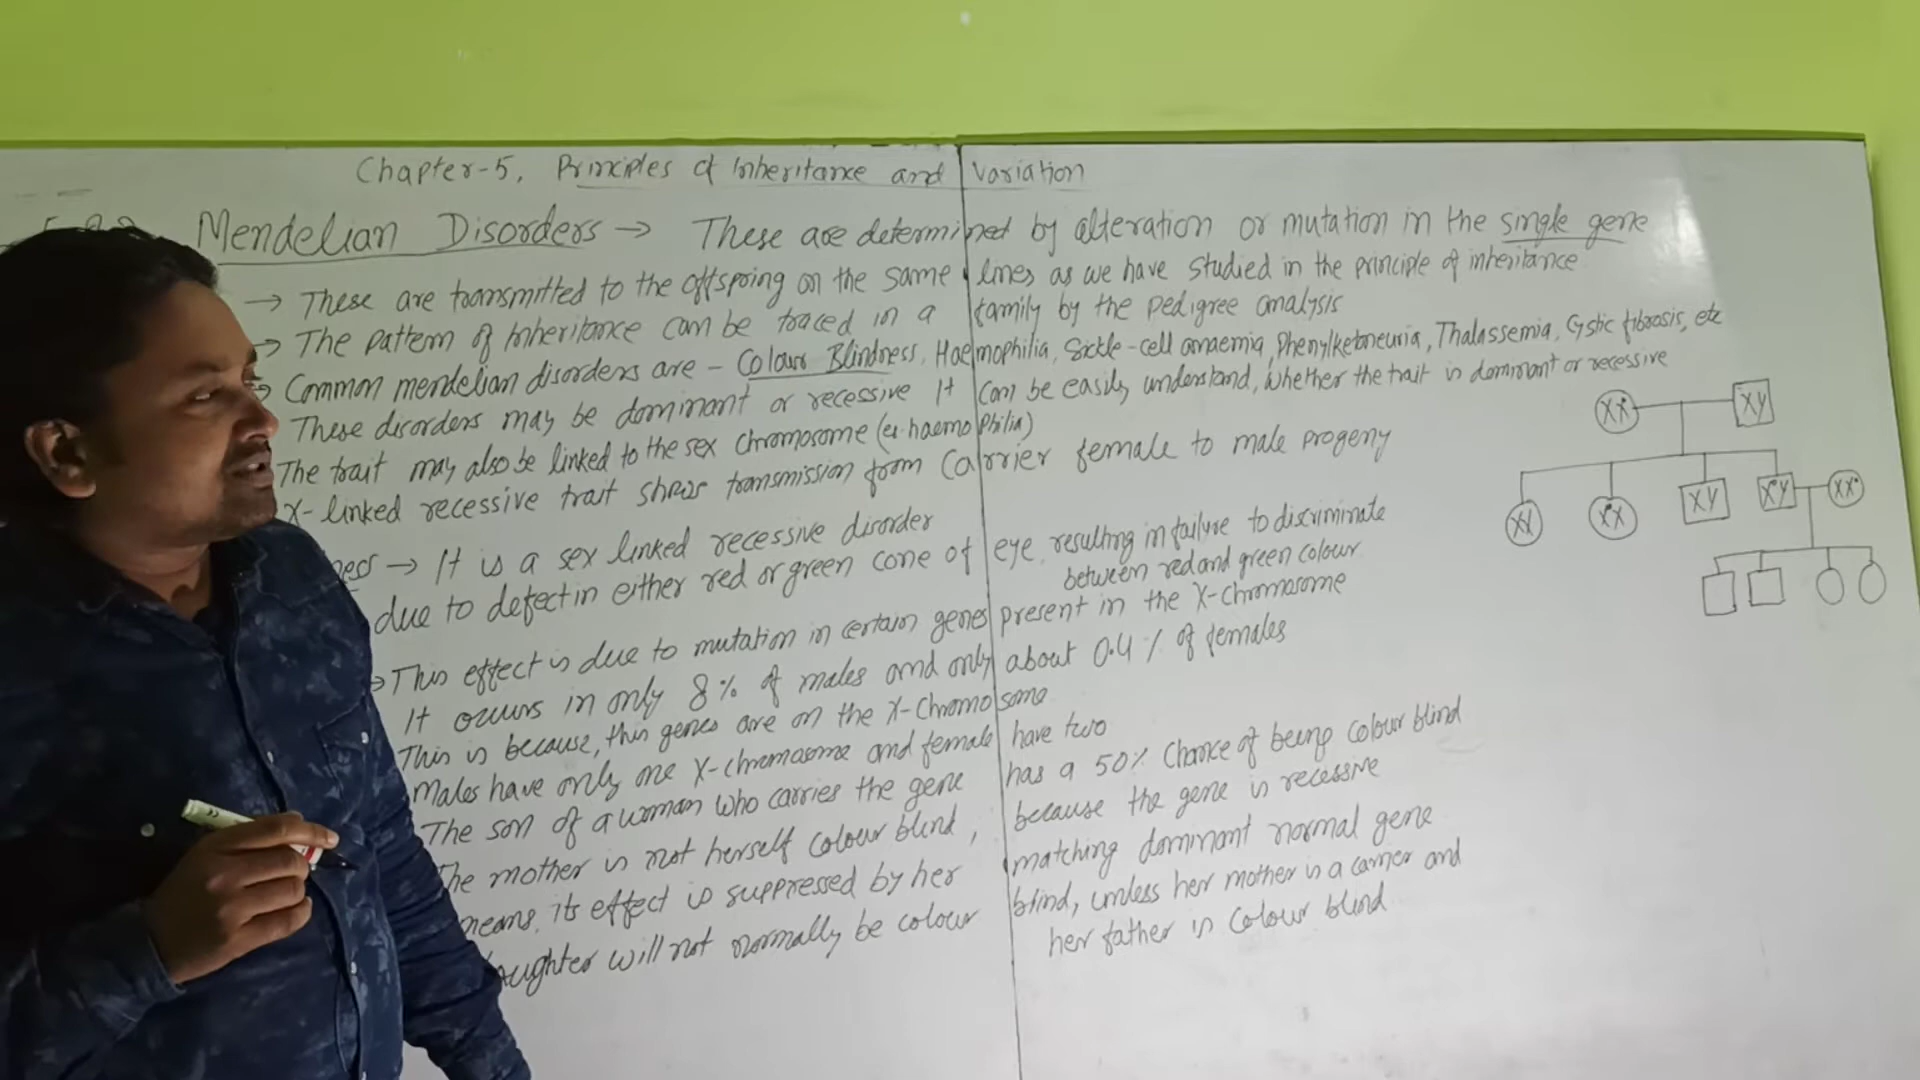 Chapter-5, Principles of Inheritance and Variation
Mendelian Disorders → These are determined by alteration or mutation in the single gene
→ These are transmitted to the offspring on the same lines as we have studied in the principle of inheritance
→ The pattern of Inheritance can be traced in a family by the pedigree analysis
Common mendelian disorders are - Colour Blindness, Haemophilia, Sickle-cell anaemia, Phenylketoneuria, Thalassemia, Cystic fibrosis, etc
These disorders may be dominant or recessive It can be easily understand, whether the trait is dominant or recessive
The trait may also be linked to the sex chromosome (ex-haemophilia)
X-linked recessive trait shows transmission from Carrier female to male progeny
ness → It is a sex linked recessive disorder
due to defect in either red or green cone of eye, resulting in failure to discriminate
between red and green colour
→ This effect is due to mutation in certain genes present in the X-chromosome
It occurs in only 8% of males and only about 0.4% of females
This is because, this genes are on the X-Chromosome
Males have only one X-chromosome and female have two
The son of a woman who carries the gene has a 50% chance of being colour blind
The mother is not herself colour blind, because the gene is recessive
means, its effect is suppressed by her matching dominant normal gene
aughter will not normally be colour blind, unless her mother is a carrier and
her father is colour blind
XX XY
XX XX XY XY XX